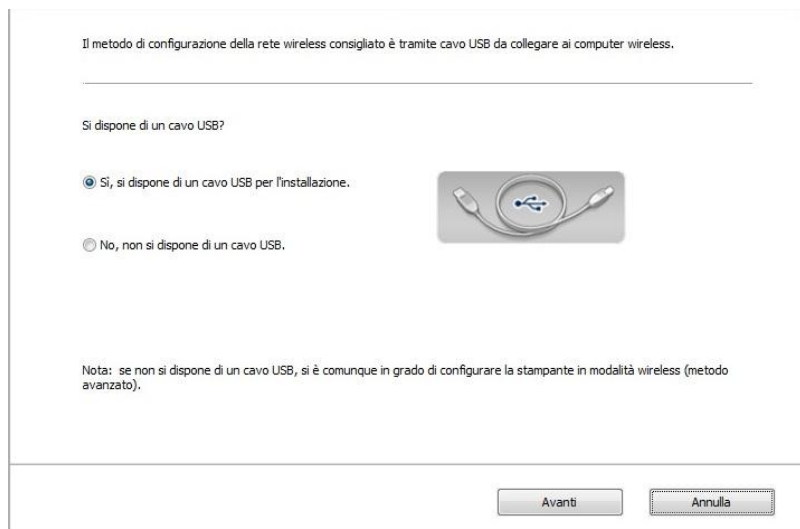 Il metodo di configurazione della rete wireless consigliato è tramite cavo USB da collegare ai computer wireless.
Si dispone di un cavo USB?
Sì, si dispone di un cavo USB per l'installazione.
No, non si dispone di un cavo USB.
Nota: se non si dispone di un cavo USB, si è comunque in grado di configurare la stampante in modalità wireless (metodo
avanzato).
Avanti
Annulla